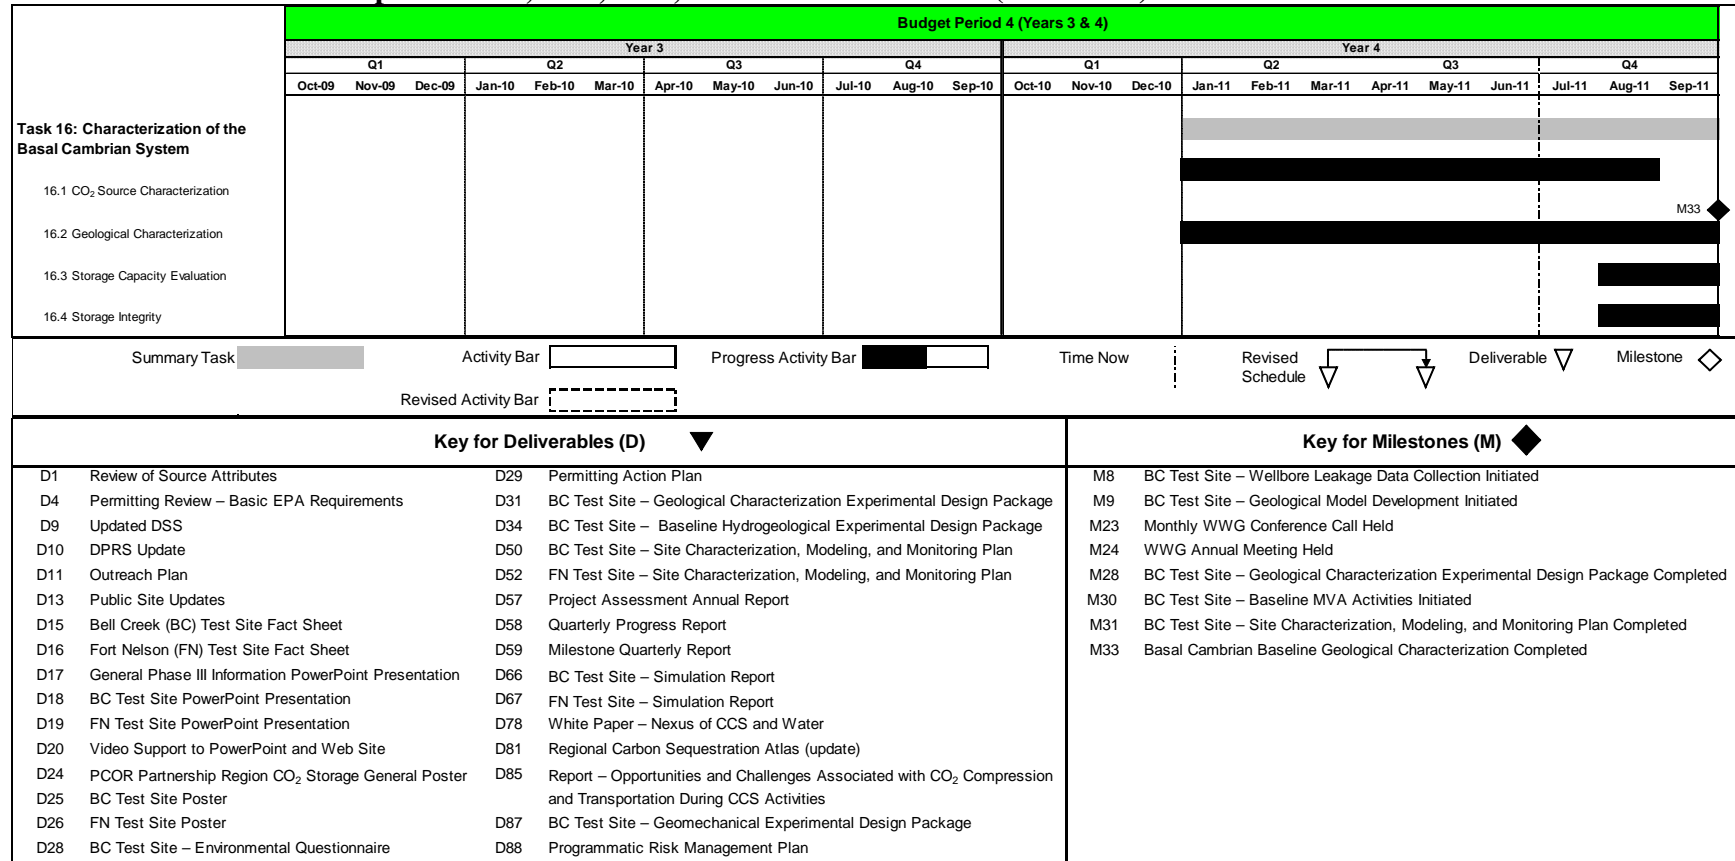 Budget Period 4 (Years 3 & 4)
Year 3 Year 4
Q1 Q2 Q3 Q4 Q1 Q2 Q3 Q4
Oct-09 Nov-09 Dec-09 Jan-10 Feb-10 Mar-10 Apr-10 May-10 Jun-10 Jul-10 Aug-10 Sep-10 Oct-10 Nov-10 Dec-10 Jan-11 Feb-11 Mar-11 Apr-11 May-11 Jun-11 Jul-11 Aug-11 Sep-11
Task 16: Characterization of the
Basal Cambrian System
16.1 CO2 Source Characterization
M33
16.2 Geological Characterization
16.3 Storage Capacity Evaluation
16.4 Storage Integrity
Summary Task Activity Bar Progress Activity Bar Time Now Revised Schedule Deliverable Milestone
Revised Activity Bar
Key for Deliverables (D) Key for Milestones (M)
D1 Review of Source Attributes D29 Permitting Action Plan M8 BC Test Site – Wellbore Leakage Data Collection Initiated
D4 Permitting Review – Basic EPA Requirements D31 BC Test Site – Geological Characterization Experimental Design Package M9 BC Test Site – Geological Model Development Initiated
D9 Updated DSS D34 BC Test Site – Baseline Hydrogeological Experimental Design Package M23 Monthly WWG Conference Call Held
D10 DPRS Update D50 BC Test Site – Site Characterization, Modeling, and Monitoring Plan M24 WWG Annual Meeting Held
D11 Outreach Plan D52 FN Test Site – Site Characterization, Modeling, and Monitoring Plan M28 BC Test Site – Geological Characterization Experimental Design Package Completed
D13 Public Site Updates D57 Project Assessment Annual Report M30 BC Test Site – Baseline MVA Activities Initiated
D15 Bell Creek (BC) Test Site Fact Sheet D58 Quarterly Progress Report M31 BC Test Site – Site Characterization, Modeling, and Monitoring Plan Completed
D16 Fort Nelson (FN) Test Site Fact Sheet D59 Milestone Quarterly Report M33 Basal Cambrian Baseline Geological Characterization Completed
D17 General Phase III Information PowerPoint Presentation D66 BC Test Site – Simulation Report
D18 BC Test Site PowerPoint Presentation D67 FN Test Site – Simulation Report
D19 FN Test Site PowerPoint Presentation D78 White Paper – Nexus of CCS and Water
D20 Video Support to PowerPoint and Web Site D81 Regional Carbon Sequestration Atlas (update)
D24 PCOR Partnership Region CO2 Storage General Poster D85 Report – Opportunities and Challenges Associated with CO2 Compression
D25 BC Test Site Poster and Transportation During CCS Activities
D26 FN Test Site Poster D87 BC Test Site – Geomechanical Experimental Design Package
D28 BC Test Site – Environmental Questionnaire D88 Programmatic Risk Management Plan